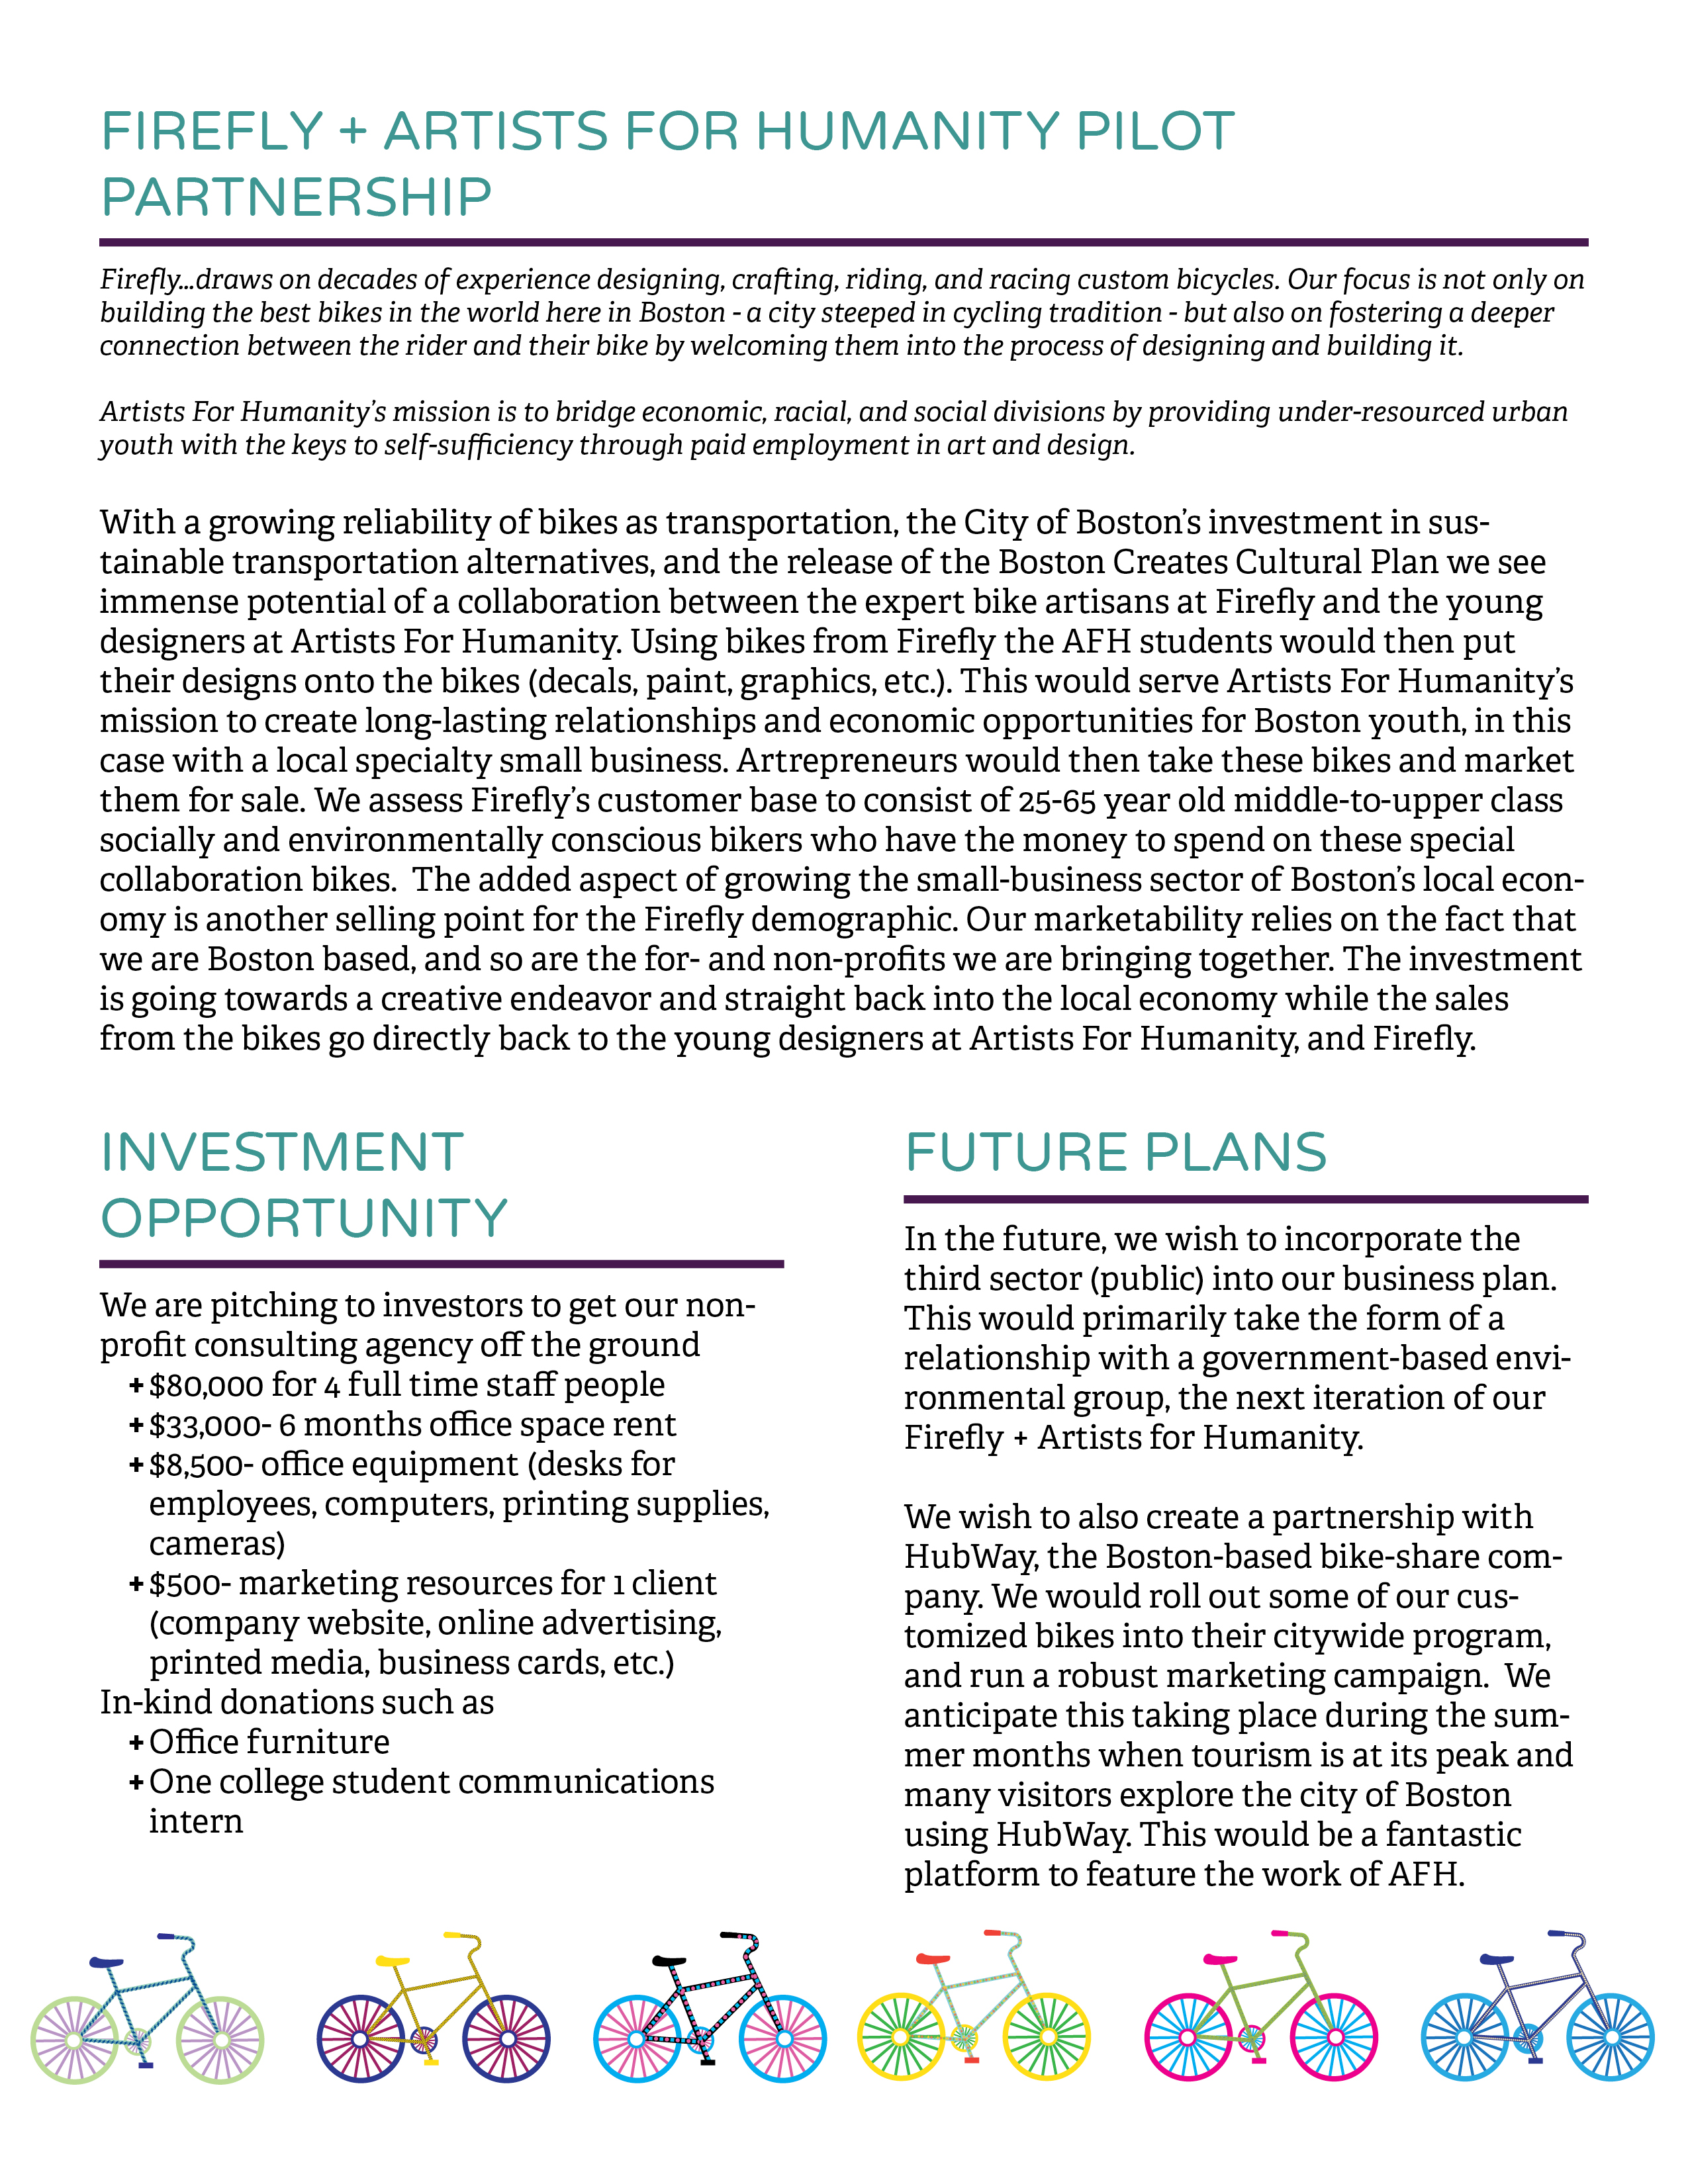 FIREFLY + ARTISTS FOR HUMANITY PILOT
PARTNERSHIP
Firefly...draws on decades of experience designing, crafting, riding, and racing custom bicycles. Our focus is not only on
building the best bikes in the world here in Boston - a city steeped in cycling tradition - but also on fostering a deeper
connection between the rider and their bike by welcoming them into the process of designing and building it.
Artists For Humanity's mission is to bridge economic, racial, and social divisions by providing under-resourced urban
youth with the keys to self-sufficiency through paid employment in art and design.
With a growing reliability of bikes as transportation, the City of Boston's investment in sus-
tainable transportation alternatives, and the release of the Boston Creates Cultural Plan we see
immense potential of a collaboration between the expert bike artisans at Firefly and the young
designers at Artists For Humanity. Using bikes from Firefly the AFH students would then put
their designs onto the bikes (decals, paint, graphics, etc.). This would serve Artists For Humanity's
mission to create long-lasting relationships and economic opportunities for Boston youth, in this
case with a local specialty small business. Artrepreneurs would then take these bikes and market
them for sale. We assess Firefly's customer base to consist of 25-65 year old middle-to-upper class
socially and environmentally conscious bikers who have the money to spend on these special
collaboration bikes.  The added aspect of growing the small-business sector of Boston's local econ-
omy is another selling point for the Firefly demographic. Our marketability relies on the fact that
we are Boston based, and so are the for- and non-profits we are bringing together. The investment
is going towards a creative endeavor and straight back into the local economy while the sales
from the bikes go directly back to the young designers at Artists For Humanity, and Firefly.
INVESTMENT
OPPORTUNITY
We are pitching to investors to get our non-
profit consulting agency off the ground
+ $80,000 for 4 full time staff people
+ $33,000- 6 months office space rent
+ $8,500- office equipment (desks for
employees, computers, printing supplies,
cameras)
+ $500- marketing resources for 1 client
(company website, online advertising,
printed media, business cards, etc.)
In-kind donations such as
+ Office furniture
+ One college student communications
intern
FUTURE PLANS
In the future, we wish to incorporate the
third sector (public) into our business plan.
This would primarily take the form of a
relationship with a government-based envi-
ronmental group, the next iteration of our
Firefly + Artists for Humanity.
We wish to also create a partnership with
HubWay, the Boston-based bike-share com-
pany. We would roll out some of our cus-
tomized bikes into their citywide program,
and run a robust marketing campaign.  We
anticipate this taking place during the sum-
mer months when tourism is at its peak and
many visitors explore the city of Boston
using HubWay. This would be a fantastic
platform to feature the work of AFH.